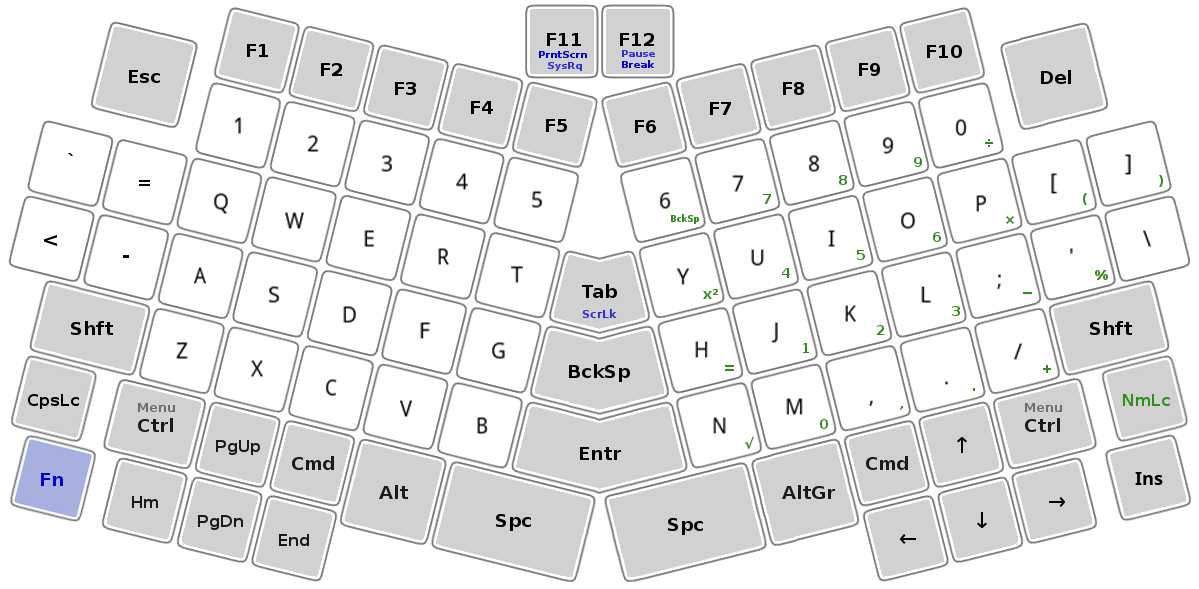 Esc F1 F2 F3 F4 F5 F11 F12 F6 F7 F8 F9 F10 Del
PrntScrn Pause
SysRq Break
` = 1 2 3 4 5 6 BckSp 7 7 8 8 9 9 0 ÷ [ ( ] )
< - Q W E R T Tab Y x² U 4 I 5 O 6 P × ' % \
ScrLk
Shft A S D F G BckSp H = J 1 K 2 L 3 ; − Shft
CpsLc Z X C V B Entr N √ M 0 , , . . / + NmLc
Menu Menu
Fn Ctrl PgUp Cmd Alt Spc Spc AltGr Cmd ↑ Ctrl Ins
Hm PgDn End ← ↓ →